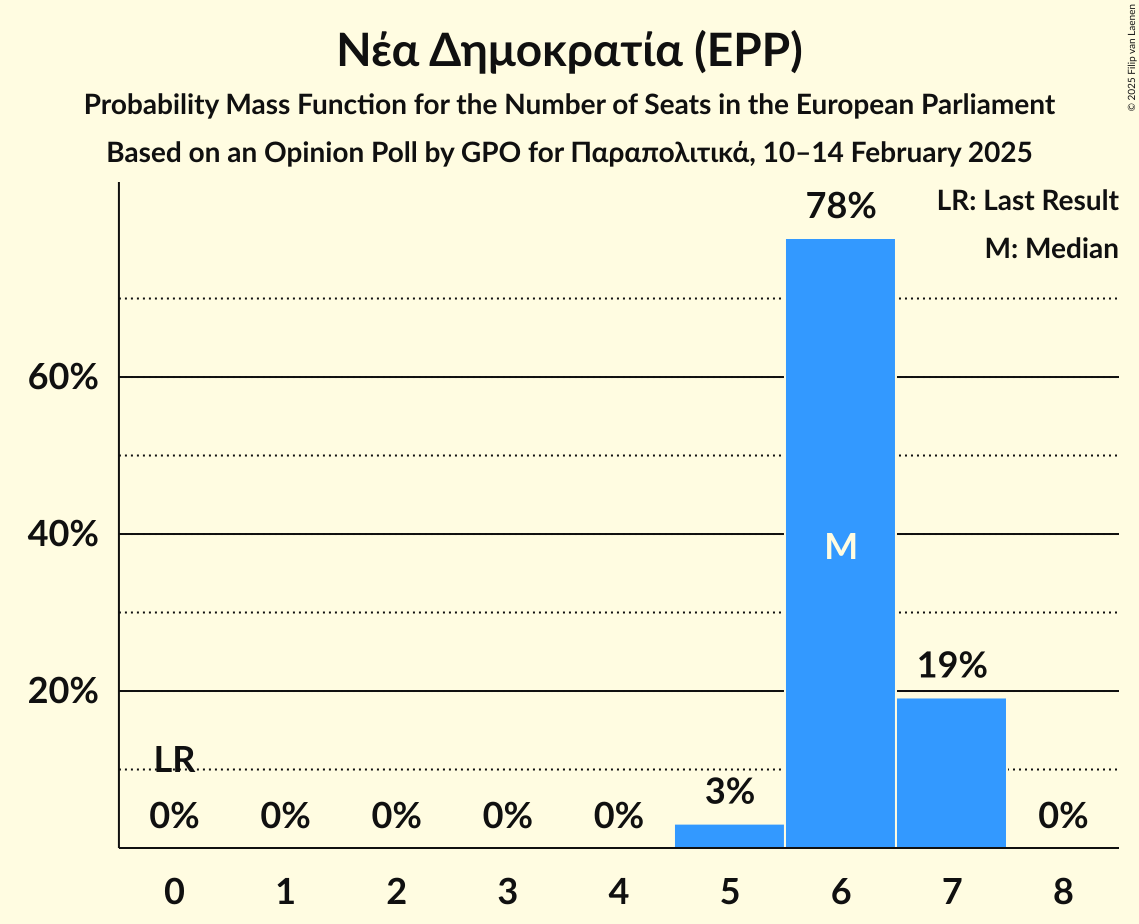 Νέα Δημοκρατία (EPP)
Probability Mass Function for the Number of Seats in the European Parliament
Based on an Opinion Poll by GPO for Παραπολιτικά, 10–14 February 2025
© 2025 Filip van Laenen
LR: Last Result
M: Median
78%
60%
40%
M
20%
19%
LR
3%
0% 0% 0% 0% 0% 0%
0 1 2 3 4 5 6 7 8